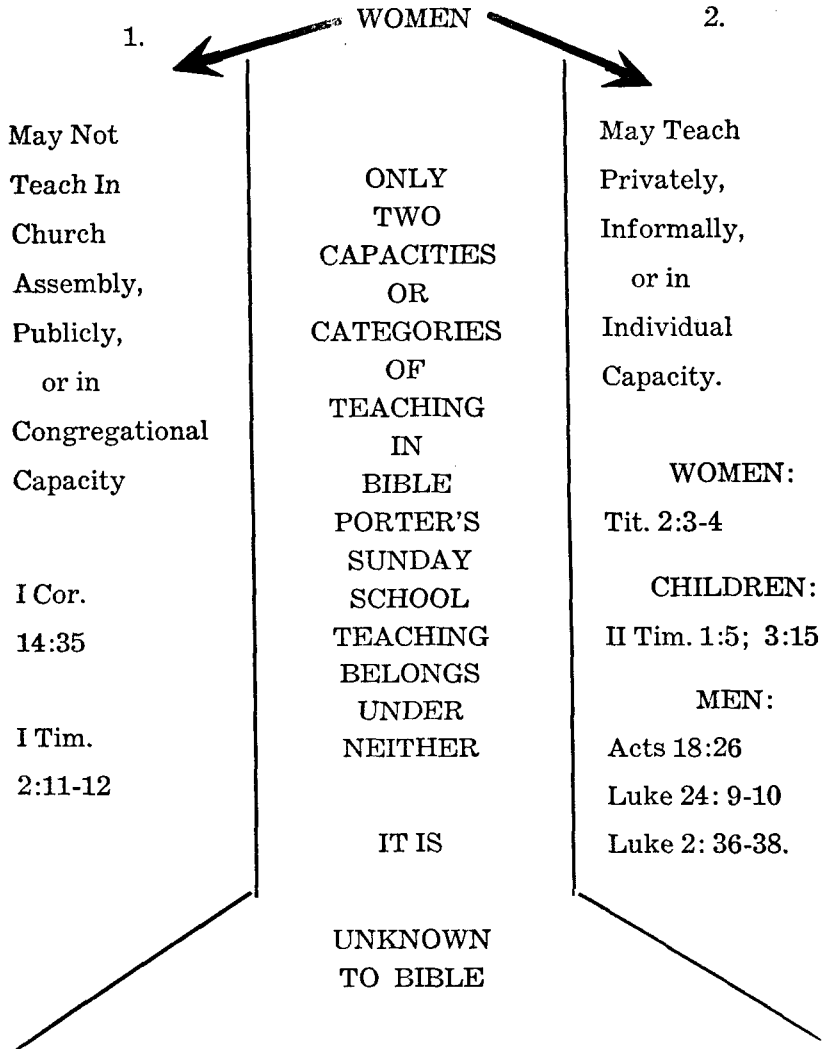 WOMEN
1.
May Not
Teach In
Church
Assembly,
Publicly,
or in
Congregational
Capacity
I Cor.
14:35
I Tim.
2:11-12
ONLY
TWO
CAPACITIES
OR
CATEGORIES
OF
TEACHING
IN
BIBLE
PORTER'S
SUNDAY
SCHOOL
TEACHING
BELONGS
UNDER
NEITHER
IT IS
UNKNOWN
TO BIBLE
2.
May Teach
Privately,
Informally,
or in
Individual
Capacity.
WOMEN:
Tit. 2:3-4
CHILDREN:
II Tim. 1:5; 3:15
MEN:
Acts 18:26
Luke 24: 9-10
Luke 2: 36-38.